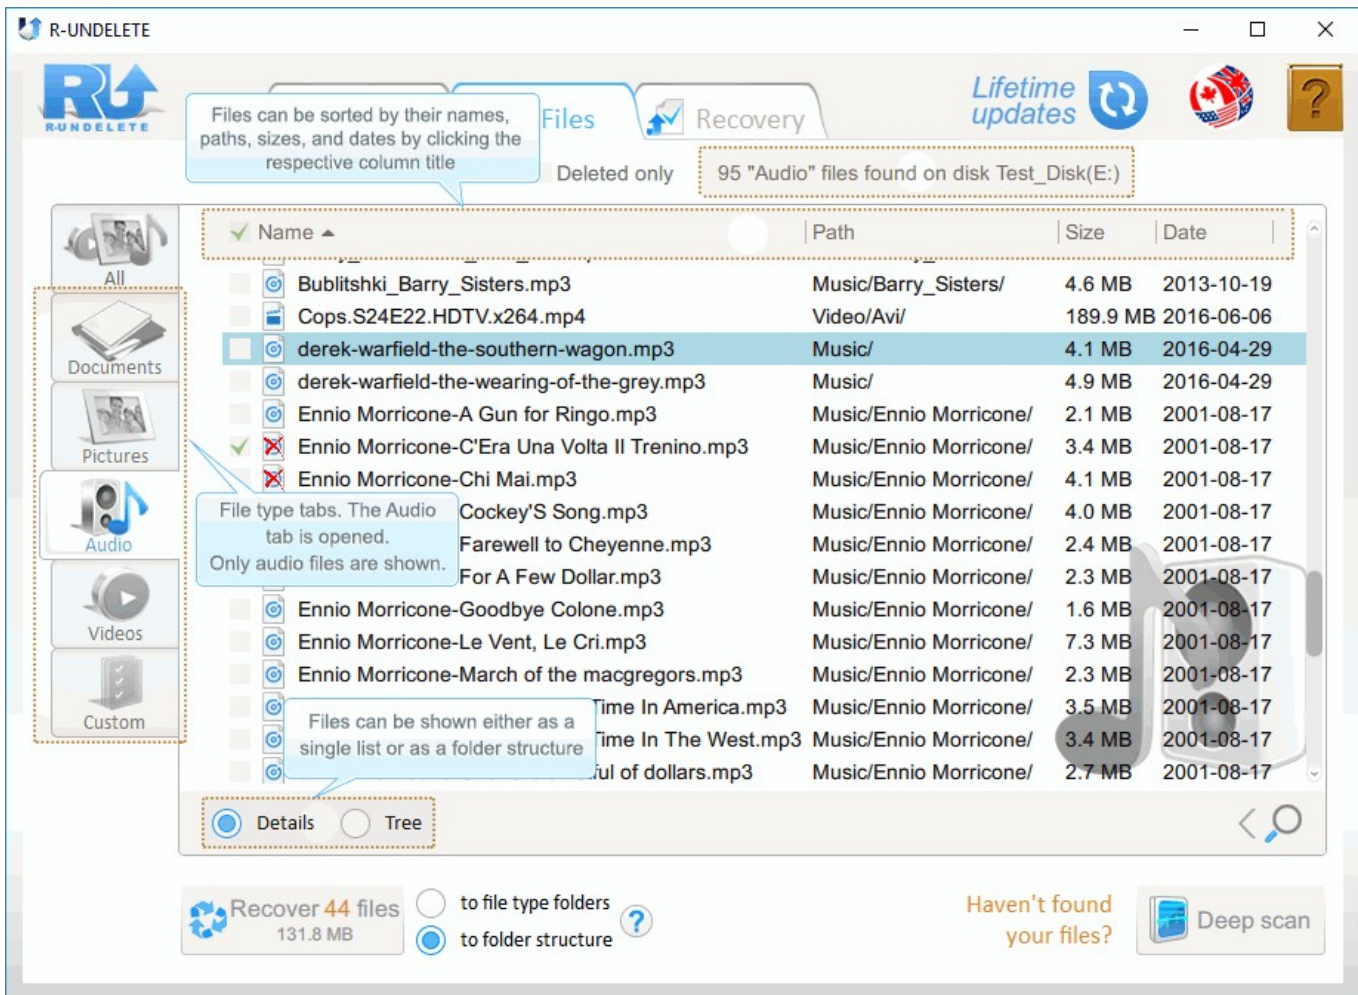 R-UNDELETE
RU
R-UNDELETE
Files can be sorted by their names,
paths, sizes, and dates by clicking the
respective column title
Files
Recovery
Lifetime
updates
?
Deleted only
95 "Audio" files found on disk Test_Disk(E:)
All
Documents
Pictures
Audio
Videos
Custom
Name Path Size Date
Bublitshki_Barry_Sisters.mp3 Music/Barry_Sisters/ 4.6 MB 2013-10-19
Cops.S24E22.HDTV.x264.mp4 Video/Avi/ 189.9 MB 2016-06-06
derek-warfield-the-southern-wagon.mp3 Music/ 4.1 MB 2016-04-29
derek-warfield-the-wearing-of-the-grey.mp3 Music/ 4.9 MB 2016-04-29
Ennio Morricone-A Gun for Ringo.mp3 Music/Ennio Morricone/ 2.1 MB 2001-08-17
Ennio Morricone-C'Era Una Volta Il Trenino.mp3 Music/Ennio Morricone/ 3.4 MB 2001-08-17
Ennio Morricone-Chi Mai.mp3 Music/Ennio Morricone/ 4.1 MB 2001-08-17
Cockey'S Song.mp3 Music/Ennio Morricone/ 4.0 MB 2001-08-17
Farewell to Cheyenne.mp3 Music/Ennio Morricone/ 2.4 MB 2001-08-17
For A Few Dollar.mp3 Music/Ennio Morricone/ 2.3 MB 2001-08-17
Ennio Morricone-Goodbye Colone.mp3 Music/Ennio Morricone/ 1.6 MB 2001-08-17
Ennio Morricone-Le Vent, Le Cri.mp3 Music/Ennio Morricone/ 7.3 MB 2001-08-17
Ennio Morricone-March of the macgregors.mp3 Music/Ennio Morricone/ 2.3 MB 2001-08-17
Time In America.mp3 Music/Ennio Morricone/ 3.5 MB 2001-08-17
Time In The West.mp3 Music/Ennio Morricone/ 3.4 MB 2001-08-17
ful of dollars.mp3 Music/Ennio Morricone/ 2.7 MB 2001-08-17
File type tabs. The Audio
tab is opened.
Only audio files are shown.
Files can be shown either as a
single list or as a folder structure
Details Tree
Recover 44 files
131.8 MB
to file type folders
to folder structure
?
Haven't found
your files?
Deep scan